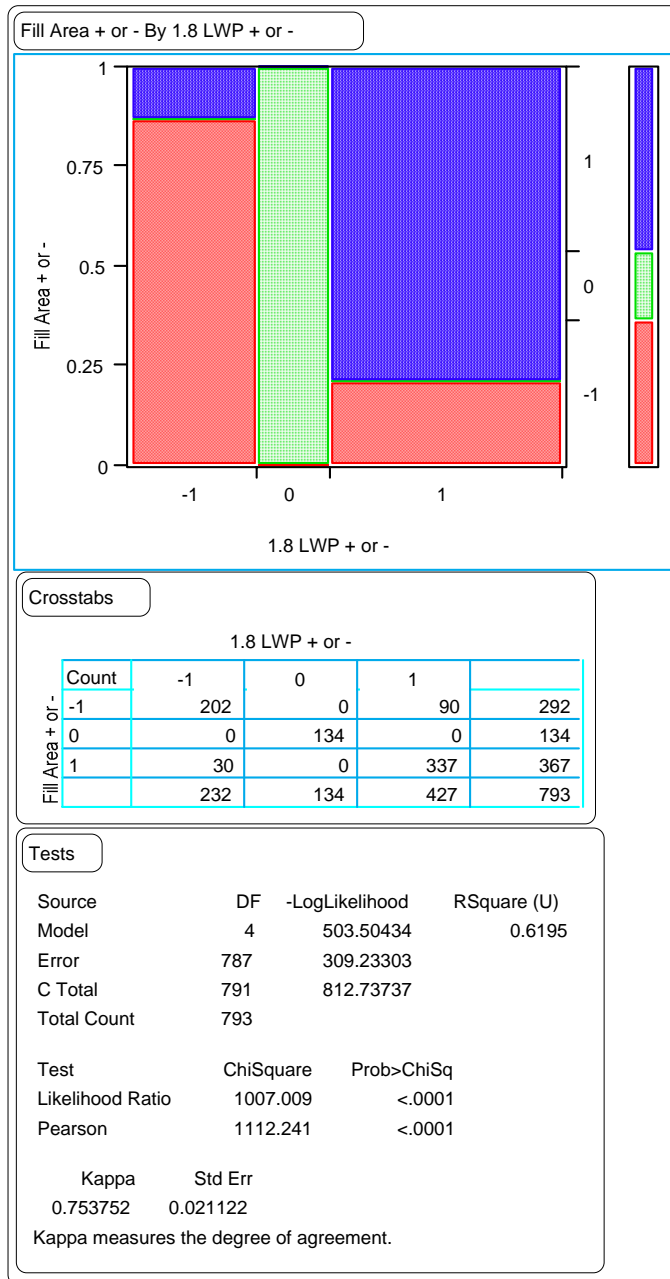 Fill Area + or - By 1.8 LWP + or -
Fill Area + or -
1
0.75
0.5
0.25
0
1
0
-1
-1 0 1
1.8 LWP + or -
Crosstabs
1.8 LWP + or -
Fill Area + or -
Count -1 0 1
-1 202 0 90 292
0 0 134 0 134
1 30 0 337 367
232 134 427 793
Tests
Source DF -LogLikelihood RSquare (U)
Model 4 503.50434 0.6195
Error 787 309.23303
C Total 791 812.73737
Total Count 793
Test ChiSquare Prob>ChiSq
Likelihood Ratio 1007.009 <.0001
Pearson 1112.241 <.0001
Kappa Std Err
0.753752 0.021122
Kappa measures the degree of agreement.